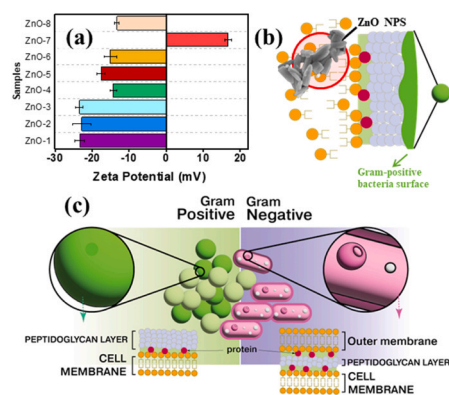 (a)
ZnO-8
ZnO-7
ZnO-6
ZnO-5
ZnO-4
ZnO-3
ZnO-2
ZnO-1
Samples
-30 -20 -10 0 10 20
Zeta Potential (mV)
(b)
ZnO NPS
Gram-positive
bacteria surface
(c)
Gram
Positive
Gram
Negative
PEPTIDOGLYCAN LAYER
CELL
MEMBRANE
protein
Outer membrane
PEPTIDOGLYCAN LAYER
CELL
MEMBRANE